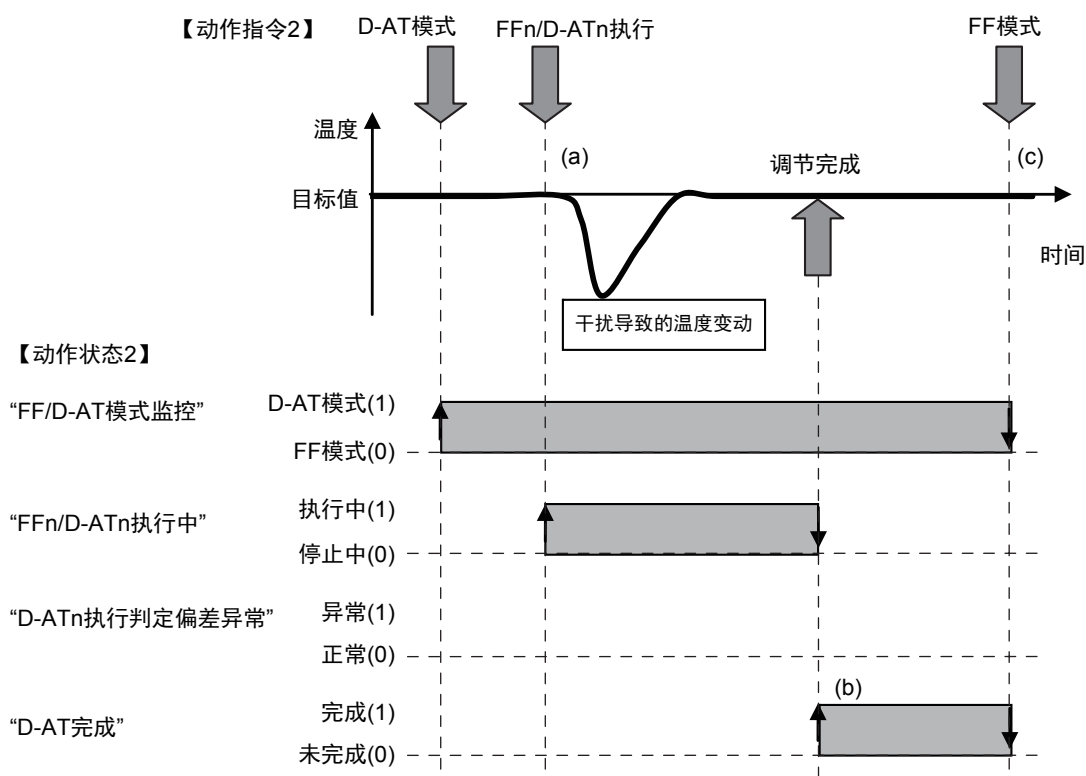 【动作指令2】 D-AT模式 FFn/D-ATn执行 FF模式
温度
(a) 调节完成 (c)
目标值
时间
干扰导致的温度变动
【动作状态2】
“FF/D-AT模式监控” D-AT模式(1)
FF模式(0)
“FFn/D-ATn执行中” 执行中(1)
停止中(0)
“D-ATn执行判定偏差异常” 异常(1)
正常(0)
(b)
“D-AT完成” 完成(1)
未完成(0)